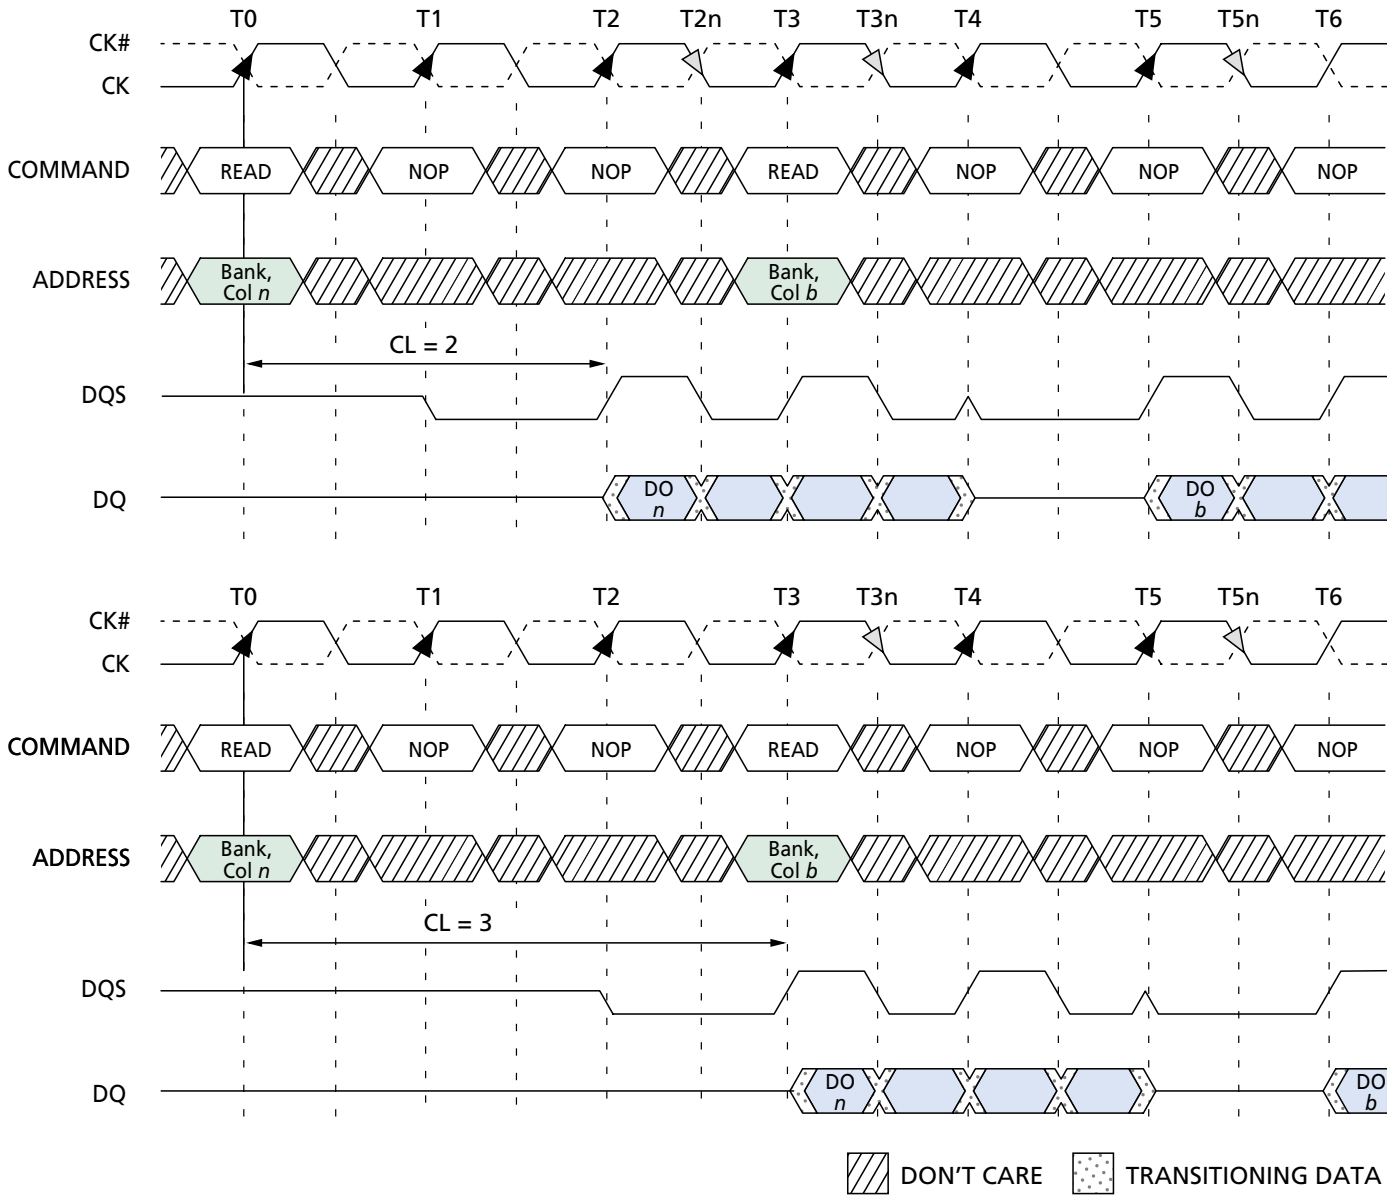 T0 T1 T2 T2n T3 T3n T4 T5 T5n T6
CK#
CK
COMMAND READ NOP NOP READ NOP NOP NOP
ADDRESS Bank, Col n Bank, Col b
CL = 2
DQS
DQ DO n DO b
T0 T1 T2 T3 T3n T4 T5 T5n T6
CK#
CK
COMMAND READ NOP NOP READ NOP NOP NOP
ADDRESS Bank, Col n Bank, Col b
CL = 3
DQS
DQ DO n DO b
DON'T CARE TRANSITIONING DATA